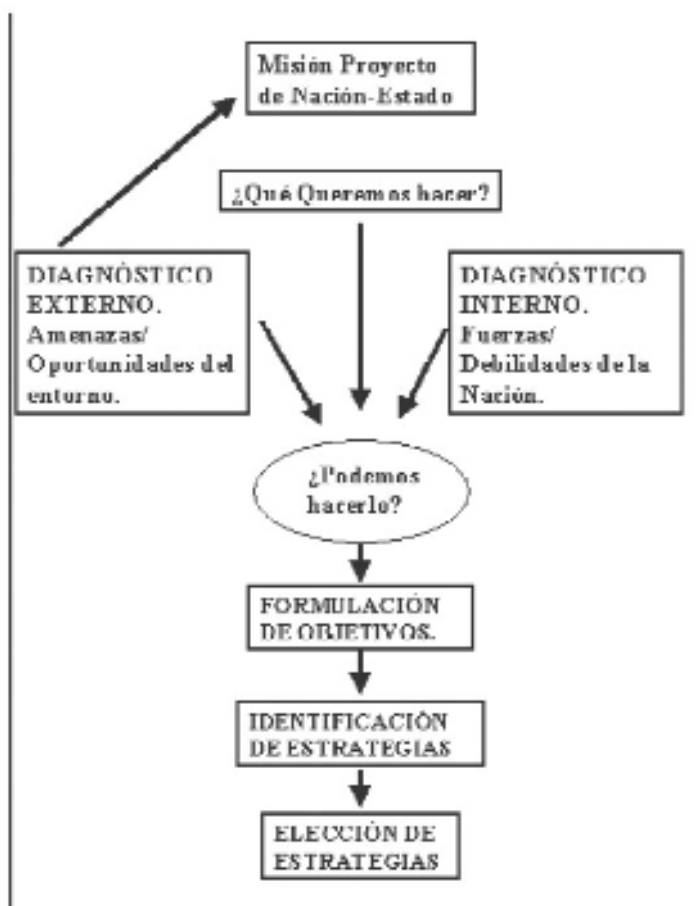 Misión Proyecto
de Nación-Estado
¿Qué Queremos hacer?
DIAGNÓSTICO
EXTERNO.
Amenazas/
Oportunidades del
entorno.
DIAGNÓSTICO
INTERNO.
Fuerzas/
Debilidades de la
Nación.
¿Podemos
hacerlo?
FORMULACIÓN
DE OBJETIVOS.
IDENTIFICACIÓN
DE ESTRATEGIAS
ELECCIÓN DE
ESTRATEGIAS